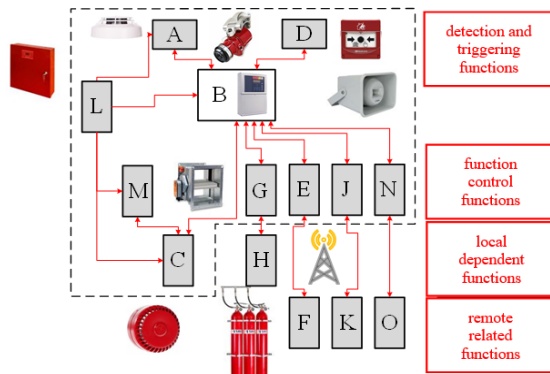 A
D
detection and
triggering
functions
B
L
M
G
E
J
N
function
control
functions
C
H
local
dependent
functions
F
K
O
remote
related
functions